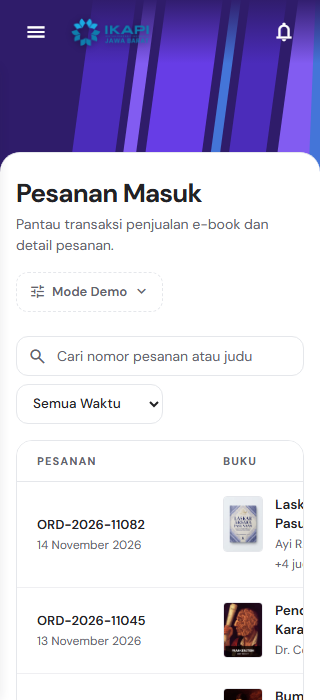 IKAPI
JAWA BARAT
Pesanan Masuk
Pantau transaksi penjualan e-book dan
detail pesanan.
Mode Demo
Cari nomor pesanan atau judu
Semua Waktu
PESANAN
BUKU
ORD-2026-11082
14 November 2026
Lask
Pasu
Ayi R
+4 ju
ORD-2026-11045
13 November 2026
Pend
Kara
Dr. Co
Bum